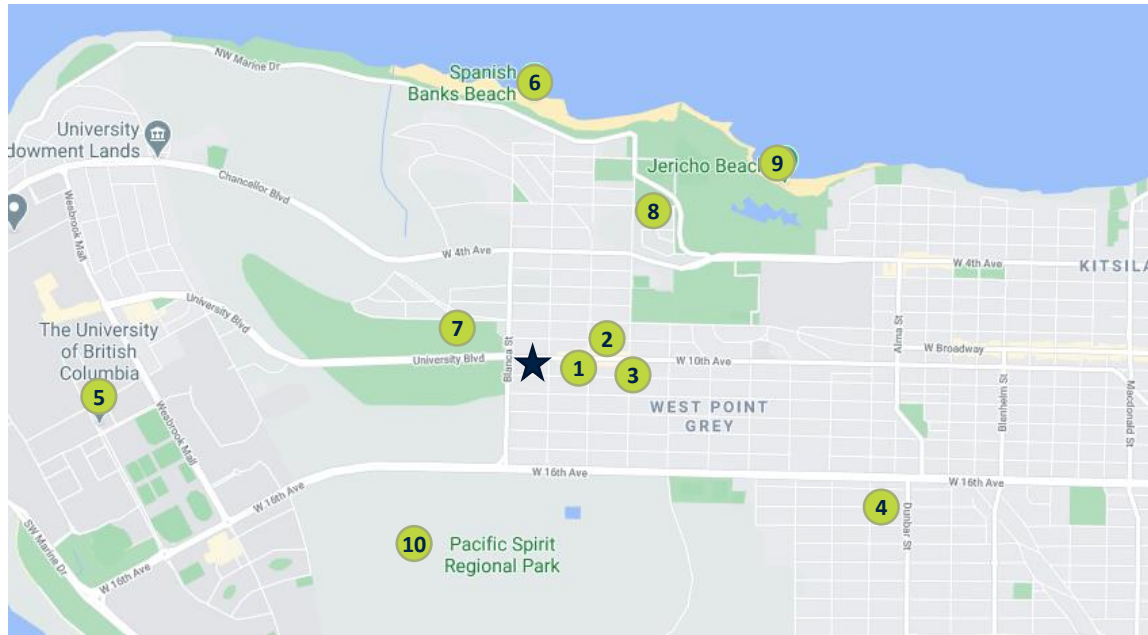 NW Marine Dr
Spanish
Banks Beach
6
University
dowment Lands
Jericho Beac
9
Chancellor Blvd
Wesbrook Mall
8
W 4th Ave
W 4th Ave
KITSILA
University Blvd
The University
of British
Columbia
5
7
Blanca St
University Blvd
2
1
3
W 10th Ave
Alma St
W Broadway
WEST POINT
GREY
Blenheim St
Macdonald St
Wesbrook Mall
W 16th Ave
W 16th Ave
W 16th Ave
4
Dunbar St
10
Pacific Spirit
Regional Park
SW Marine Dr
W 16th Ave